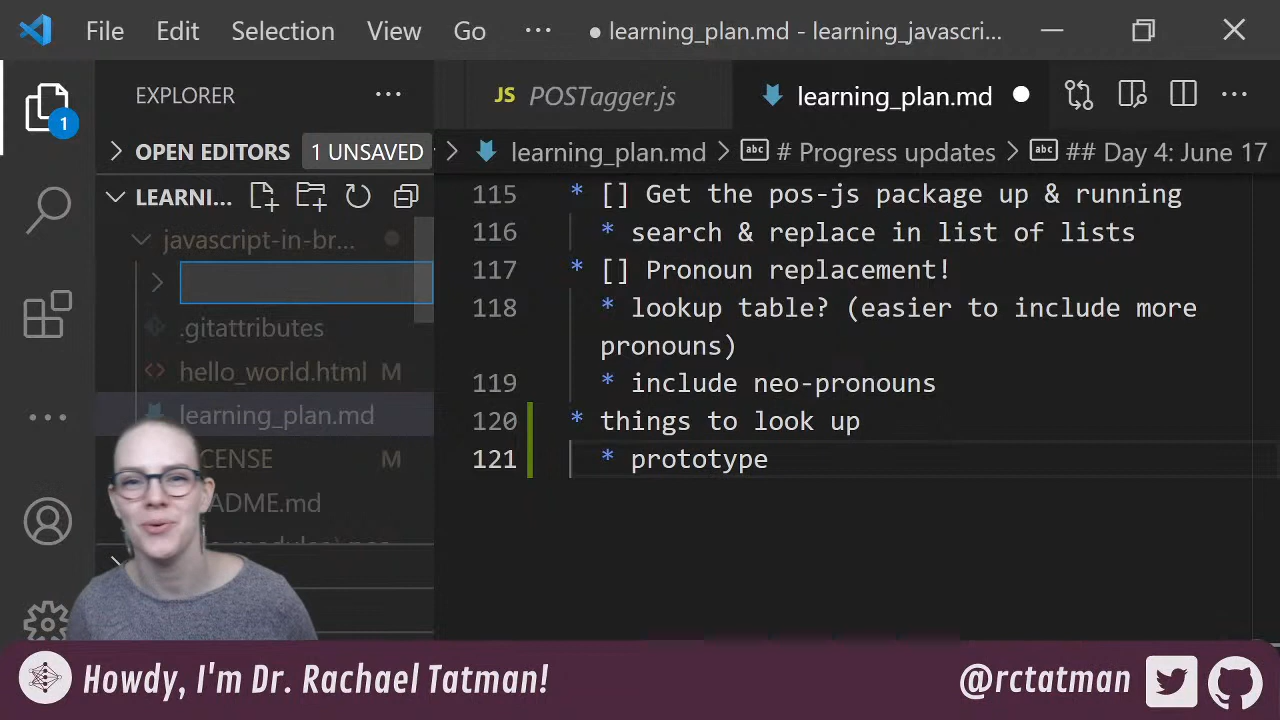 File Edit Selection View Go ··· ● learning_plan.md - learning_javascri...
EXPLORER ···
JS POSTagger.js learning_plan.md ● ···
1
OPEN EDITORS 1 UNSAVED
learning_plan.md > abc # Progress updates > abc ## Day 4: June 17
LEARNI...
javascript-in-br...
.gitattributes
hello_world.html M
learning_plan.md
CENSE M
ADME.md
115 * [] Get the pos-js package up & running
116 * search & replace in list of lists
117 * [] Pronoun replacement!
118 * lookup table? (easier to include more
pronouns)
119 * include neo-pronouns
120 * things to look up
121 * prototype
Howdy, I'm Dr. Rachael Tatman! @rctatman